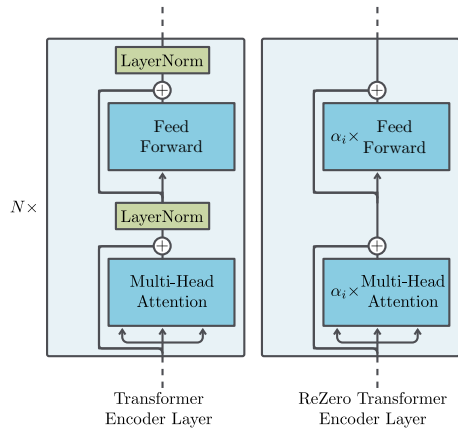 LayerNorm
Feed
Forward
LayerNorm
Multi-Head
Attention
N×
Transformer
Encoder Layer
αᵢ× Feed
Forward
αᵢ× Multi-Head
Attention
ReZero Transformer
Encoder Layer